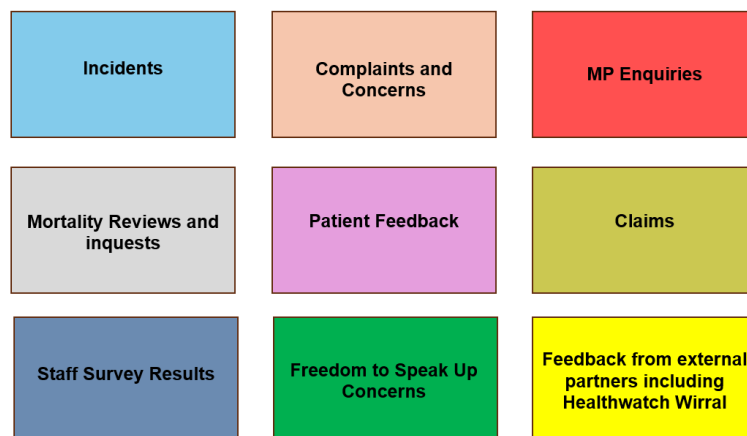 Incidents
Complaints and
Concerns
MP Enquiries
Mortality Reviews and
inquests
Patient Feedback
Claims
Staff Survey Results
Freedom to Speak Up
Concerns
Feedback from external
partners including
Healthwatch Wirral